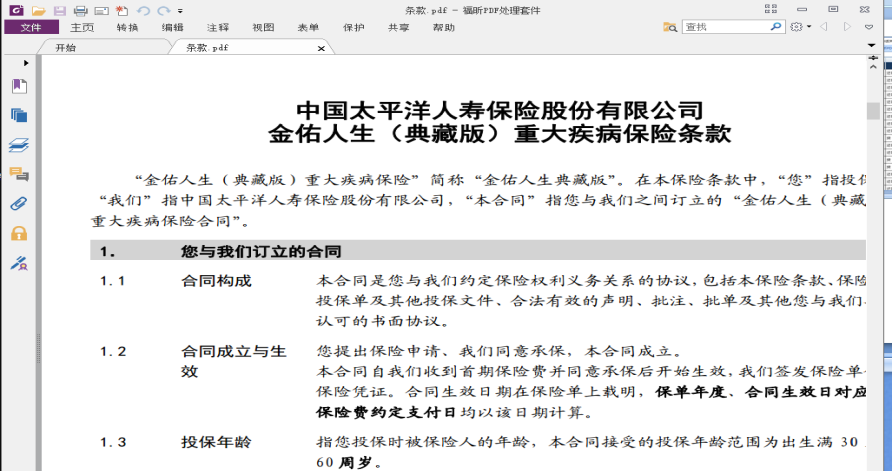 条款.pdf - 福昕PDF处理套件
文件 主页 转换 编辑 注释 视图 表单 保护 共享 帮助 查找
开始 条款.pdf
中国太平洋人寿保险股份有限公司
金佑人生（典藏版）重大疾病保险条款
“金佑人生（典藏版）重大疾病保险”简称“金佑人生典藏版”。在本保险条款中，“您”指投保
“我们”指中国太平洋人寿保险股份有限公司，“本合同”指您与我们之间订立的“金佑人生（典藏
重大疾病保险合同”。
1. 您与我们订立的合同
1.1 合同构成 本合同是您与我们约定保险权利义务关系的协议，包括本保险条款、保险
投保单及其他投保文件、合法有效的声明、批注、批单及其他您与我们
认可的书面协议。
1.2 合同成立与生 您提出保险申请、我们同意承保，本合同成立。
效 本合同自我们收到首期保险费并同意承保后开始生效，我们签发保险单
保险凭证。合同生效日期在保险单上载明，保单年度、合同生效日对应
保险费约定支付日均以该日期计算。
1.3 投保年龄 指您投保时被保险人的年龄，本合同接受的投保年龄范围为出生满 30
60 周岁。